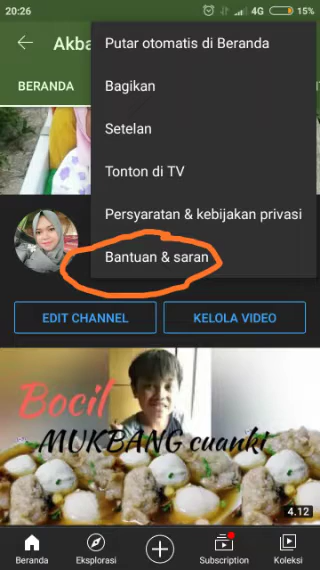 20:26
4G
15%
Akba
Putar otomatis di Beranda
BERANDA
Bagikan
Setelan
Tonton di TV
Persyaratan & kebijakan privasi
Bantuan & saran
EDIT CHANNEL
KELOLA VIDEO
Bocil
MUKBANG cuanki
4.12
Beranda
Eksplorasi
Subscription
Koleksi